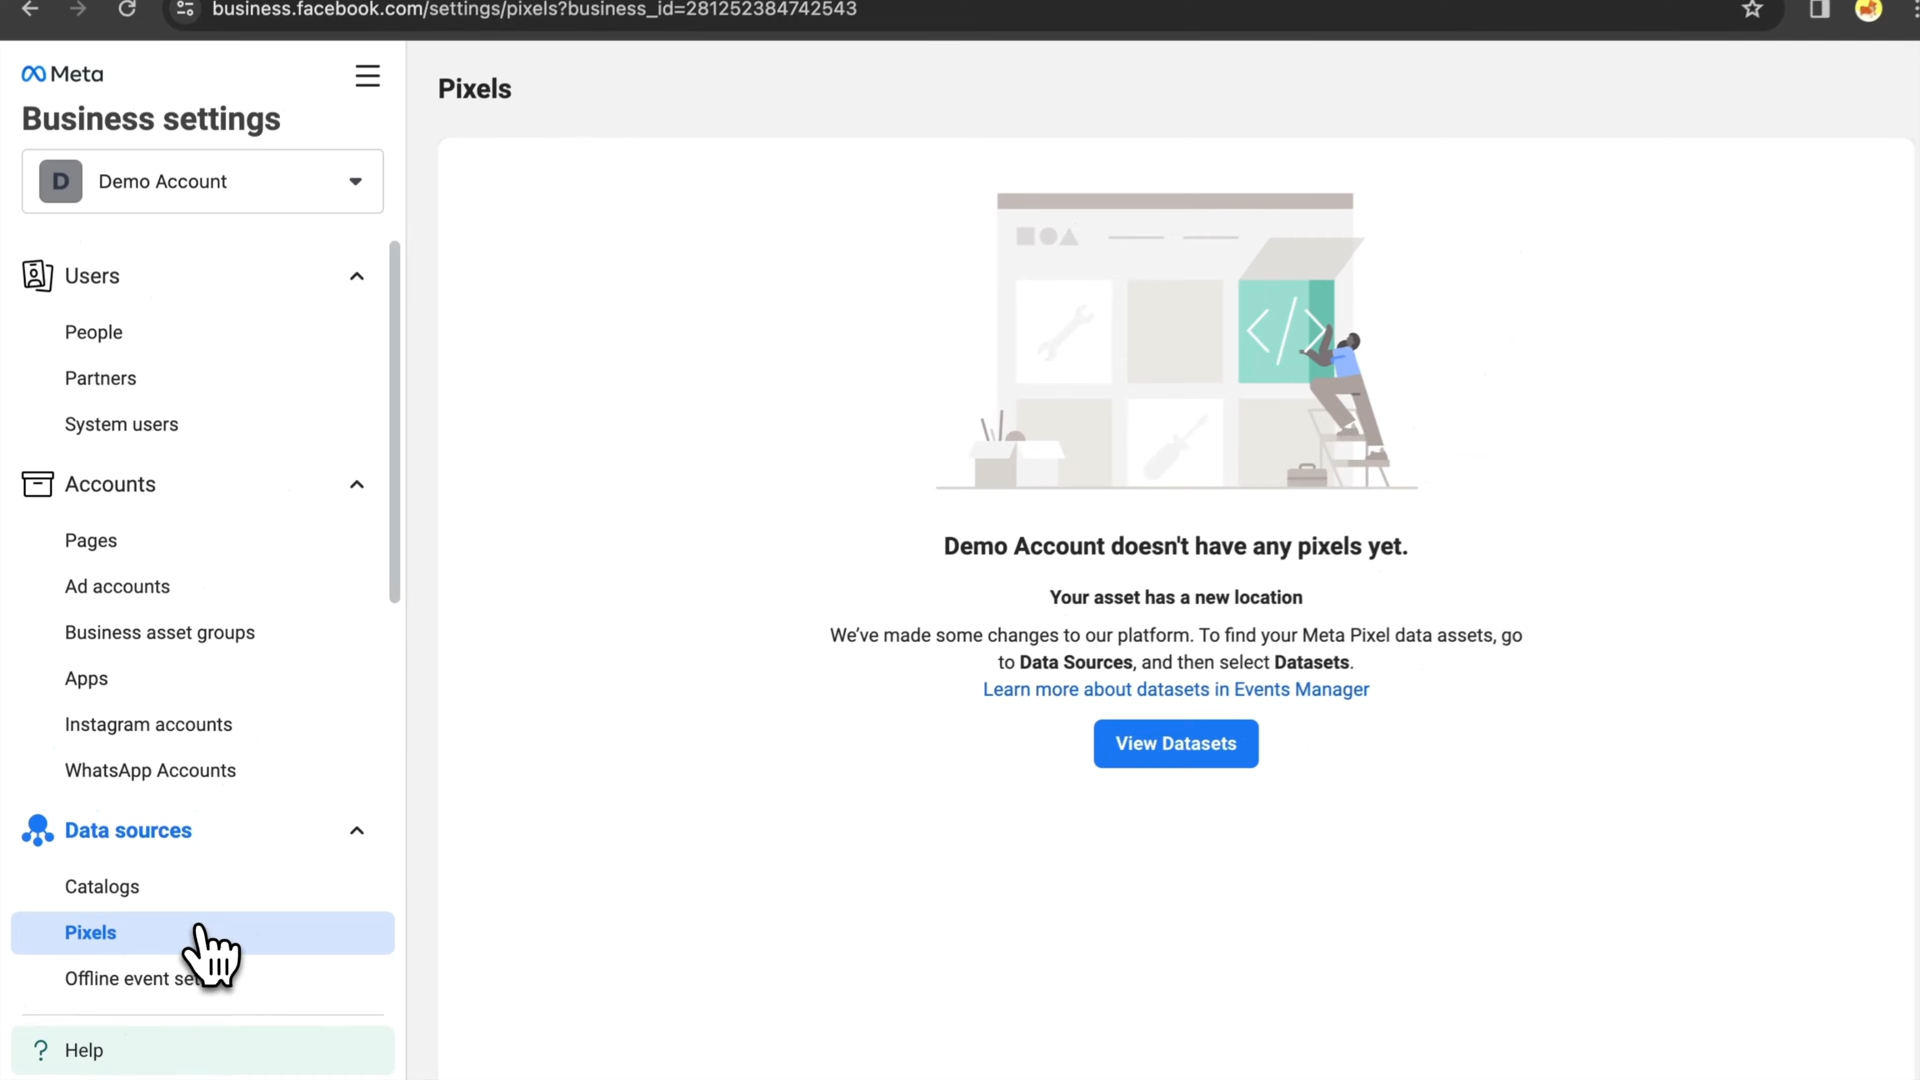 business.facebook.com/settings/pixels?business_id=281252384742543
Meta
Business settings
D
Demo Account
Users
People
Partners
System users
Accounts
Pages
Ad accounts
Business asset groups
Apps
Instagram accounts
WhatsApp Accounts
Data sources
Catalogs
Pixels
Offline event
? Help
Pixels
Demo Account doesn't have any pixels yet.
Your asset has a new location
We’ve made some changes to our platform. To find your Meta Pixel data assets, go
to Data Sources, and then select Datasets.
Learn more about datasets in Events Manager
View Datasets